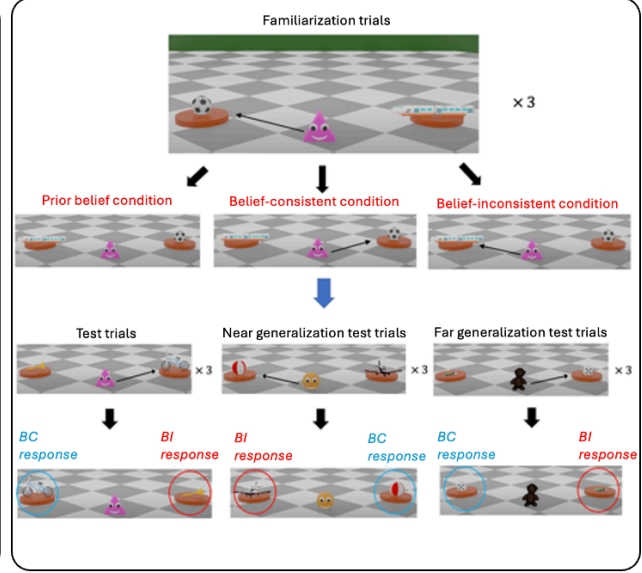 Familiarization trials
× 3
Prior belief condition
Belief-consistent condition
Belief-inconsistent condition
Test trials
Near generalization test trials
Far generalization test trials
× 3
× 3
× 3
BC
response
BI
response
BI
response
BC
response
BC
response
BI
response